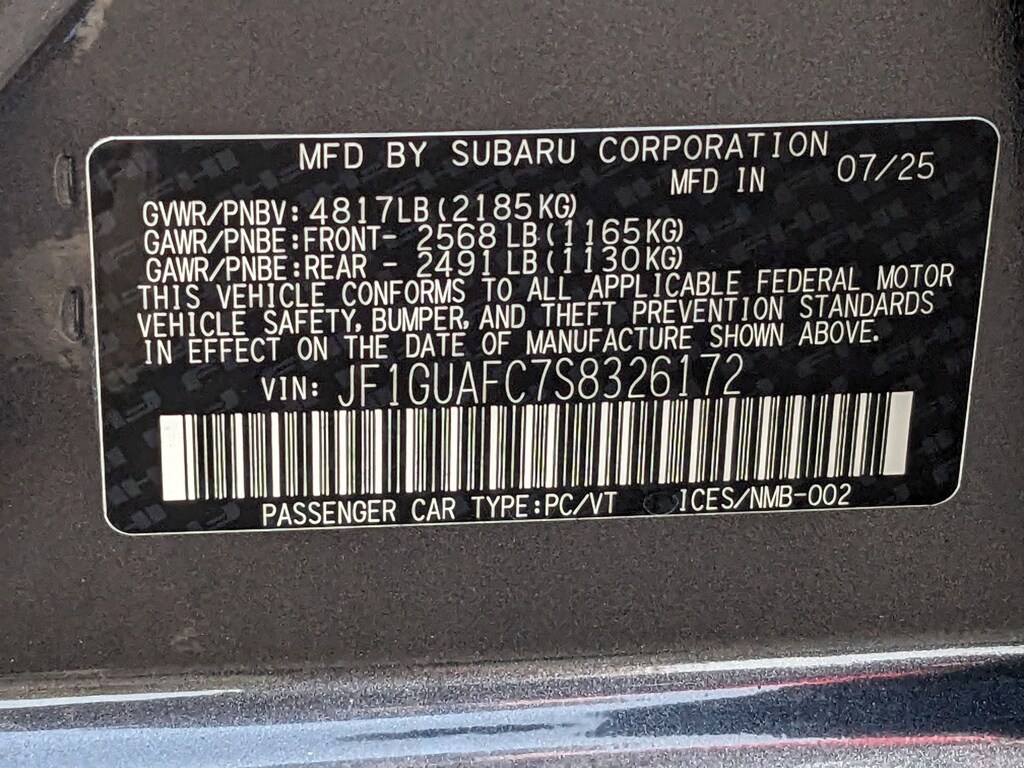 MFD BY SUBARU CORPORATION
MFD IN 07/25
GVWR/PNBV: 4817LB(2185KG)
GAWR/PNBE:FRONT- 2568 LB(1165KG)
GAWR/PNBE:REAR - 2491 LB(1130KG)
THIS VEHICLE CONFORMS TO ALL APPLICABLE FEDERAL MOTOR
VEHICLE SAFETY, BUMPER, AND THEFT PREVENTION STANDARDS
IN EFFECT ON THE DATE OF MANUFACTURE SHOWN ABOVE.
VIN: JF1GUAFC7S8326172
PASSENGER CAR TYPE:PC/VT ICES/NMB-002